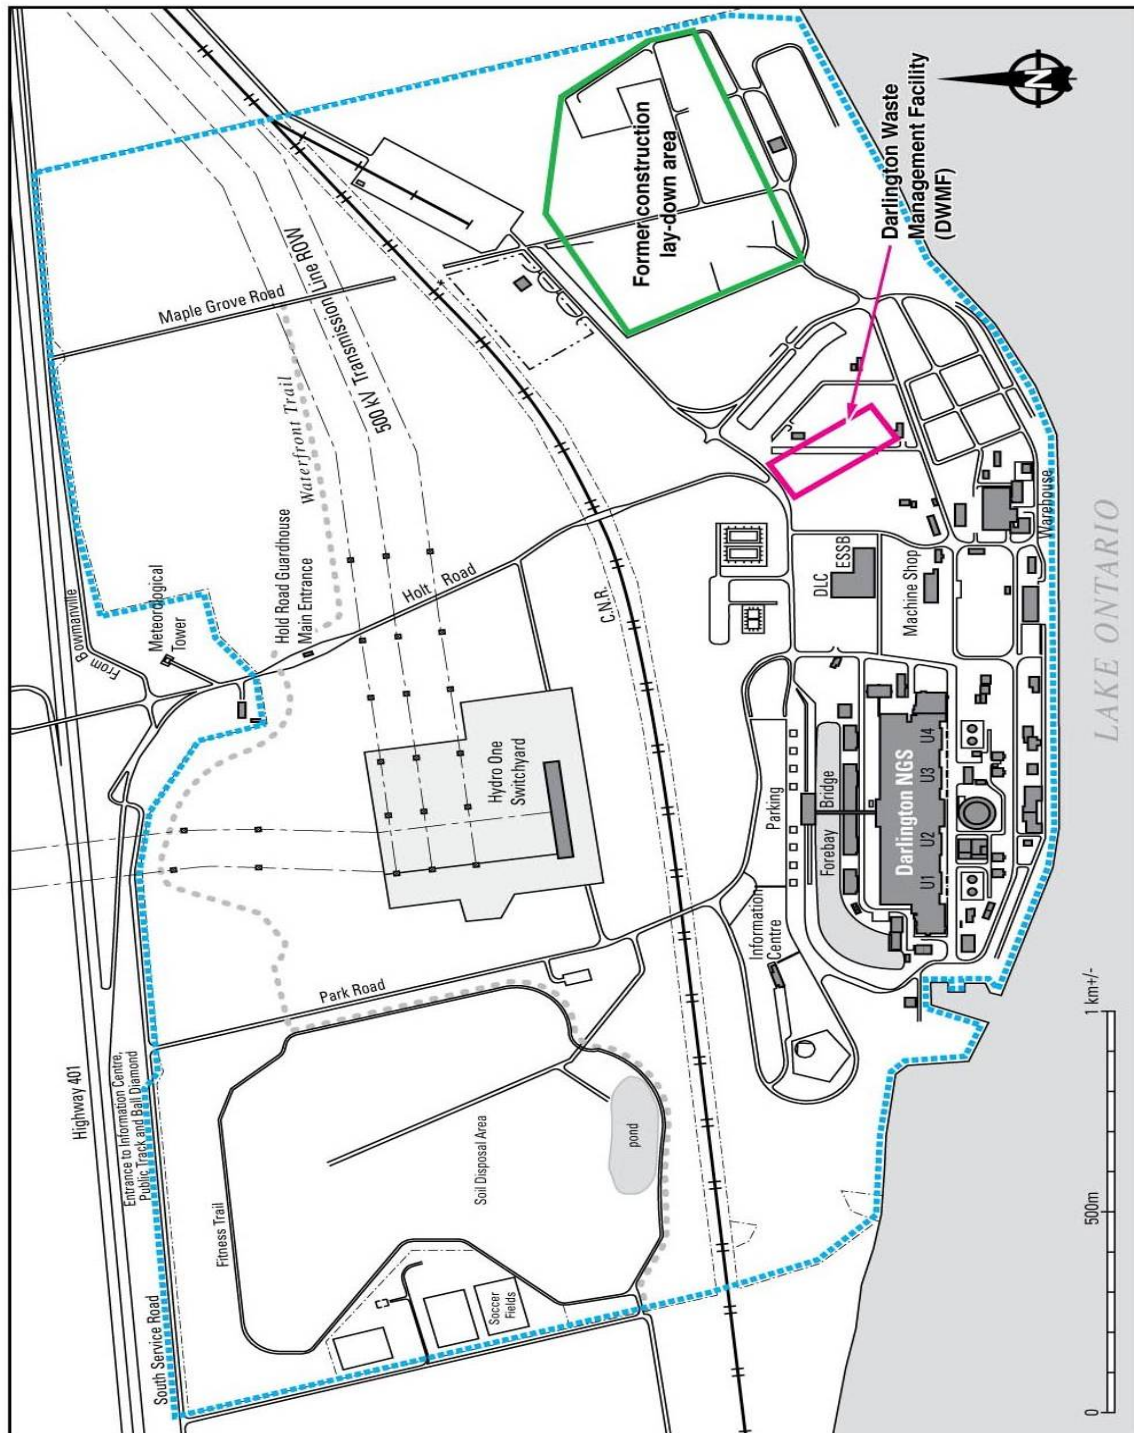 Highway 401
South Service Road
Entrance to Information Centre,
Public Track and Ball Diamond
From Bowmanville
Meteorological
Tower
Hold Road Guardhouse
Main Entrance
Maple Grove Road
Waterfront Trail
500 kV Transmission Line ROW
Holt Road
C.N.R.
Hydro One
Switchyard
Park Road
Fitness Trail
Soil Disposal Area
pond
Soccer
Fields
Former construction
lay-down area
Darlington Waste
Management Facility
(DWMF)
N
Information
Centre
Parking
Forebay
Bridge
Darlington NGS
U1
U2
U3
U4
DLC
ESSB
Machine Shop
Warehouse
LAKE ONTARIO
0
500m
1 km+/-